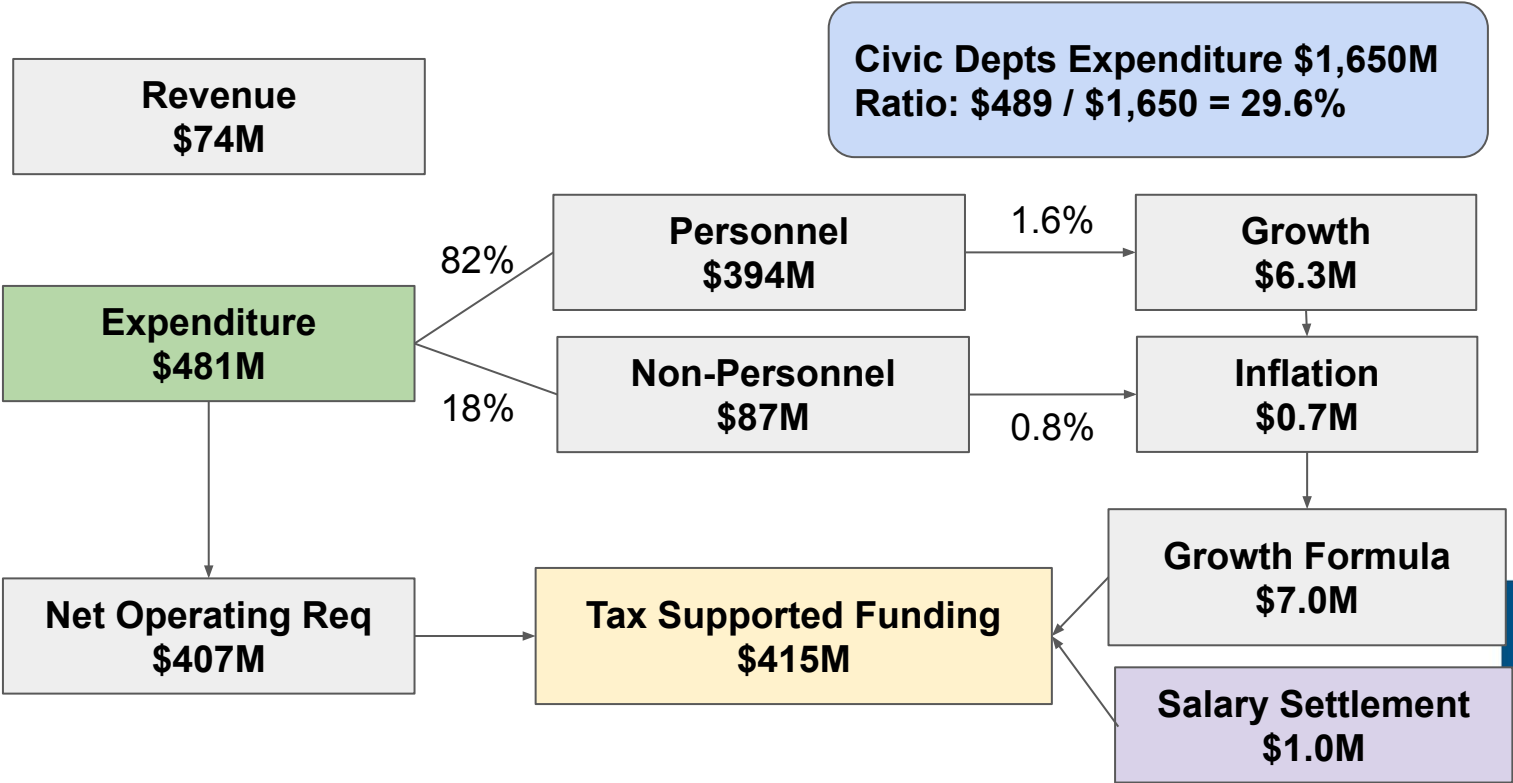 Civic Depts Expenditure $1,650M
Ratio: $489 / $1,650 = 29.6%
Revenue
$74M
82%
Personnel
$394M
1.6%
Growth
$6.3M
Expenditure
$481M
18%
Non-Personnel
$87M
0.8%
Inflation
$0.7M
Growth Formula
$7.0M
Net Operating Req
$407M
Tax Supported Funding
$415M
Salary Settlement
$1.0M